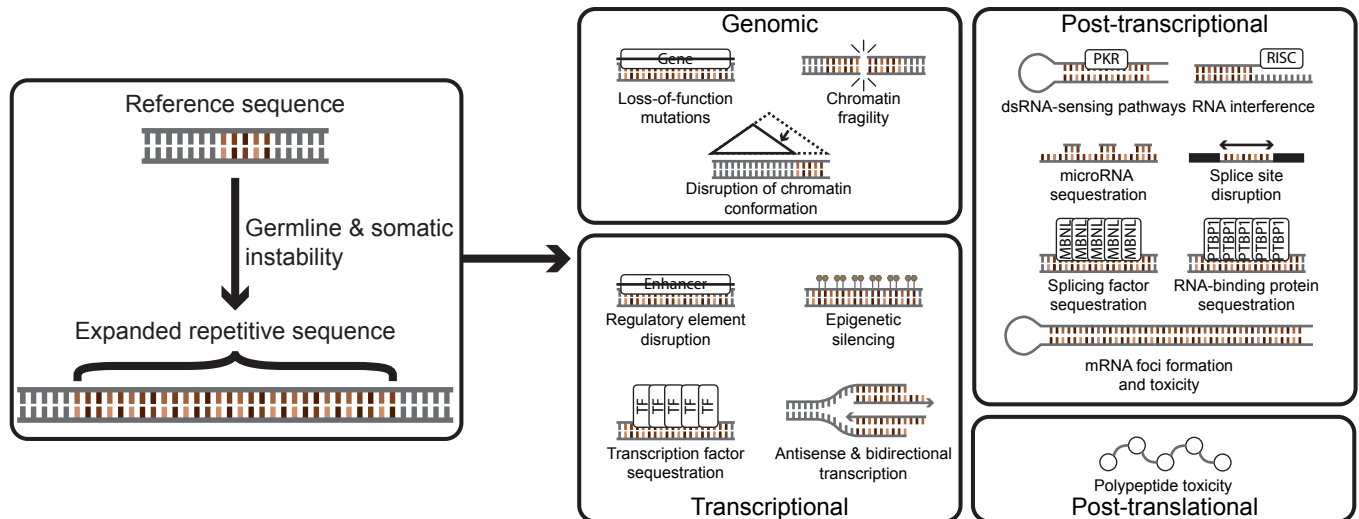 Reference sequence
Germline & somatic
instability
Expanded repetitive sequence
Genomic
Gene
Loss-of-function
mutations
Chromatin
fragility
Disruption of chromatin
conformation
Enhancer
Regulatory element
disruption
Epigenetic
silencing
TF TF TF TF TF
Transcription factor
sequestration
Antisense & bidirectional
transcription
Transcriptional
Post-transcriptional
PKR
dsRNA-sensing pathways
RISC
RNA interference
microRNA
sequestration
Splice site
disruption
MBNL MBNL MBNL MBNL MBNL
Splicing factor
sequestration
PTBP1 PTBP1 PTBP1 PTBP1 PTBP1
RNA-binding protein
sequestration
mRNA foci formation
and toxicity
Polypeptide toxicity
Post-translational